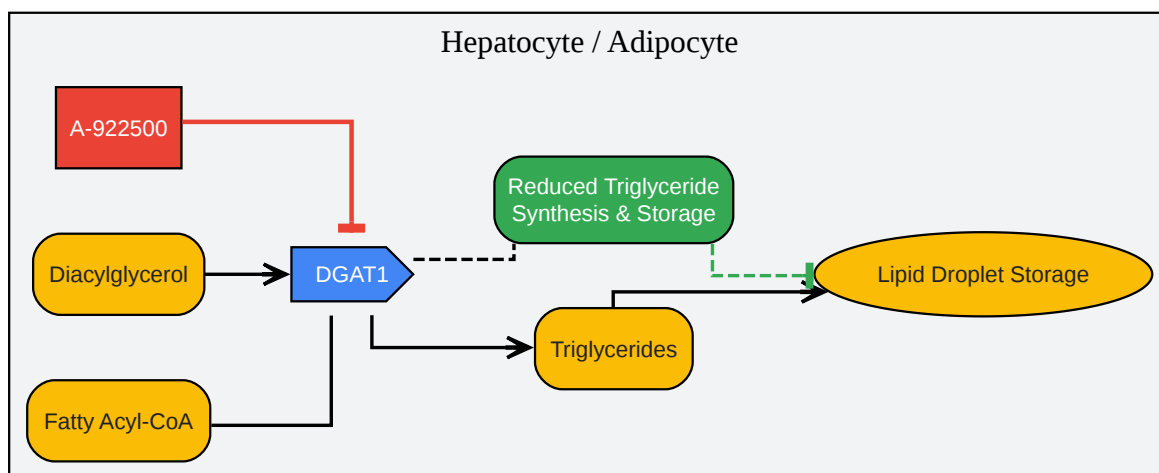 Hepatocyte / Adipocyte
A-922500
Reduced Triglyceride
Synthesis & Storage
Diacylglycerol
DGAT1
Lipid Droplet Storage
Triglycerides
Fatty Acyl-CoA